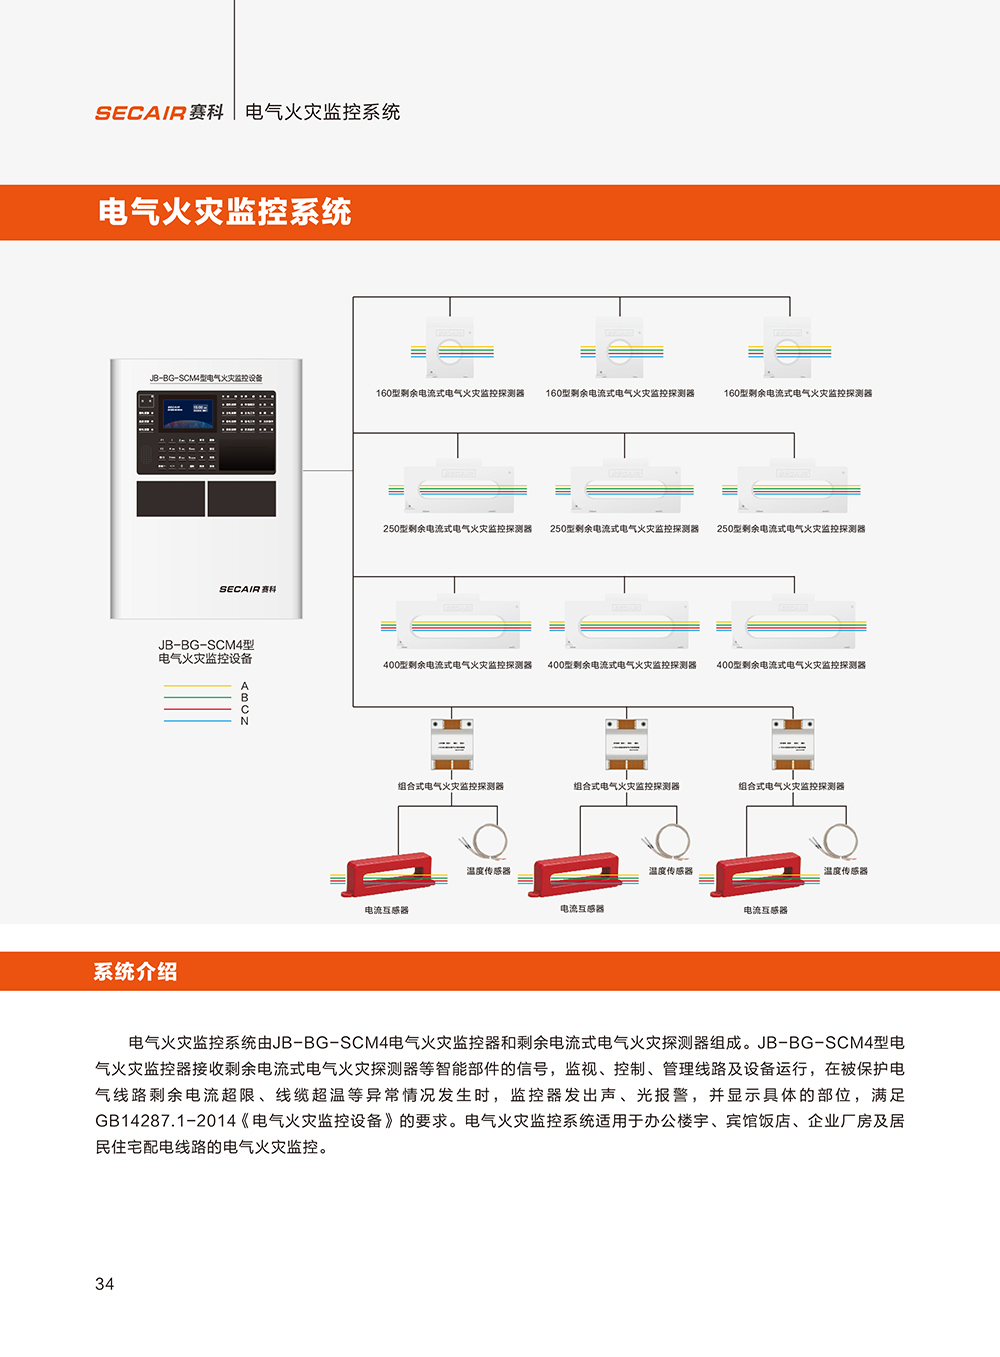 SECAIR赛科 电气火灾监控系统
电气火灾监控系统
160型剩余电流式电气火灾监控探测器 160型剩余电流式电气火灾监控探测器 160型剩余电流式电气火灾监控探测器
JB-BG-SCM4型电气火灾监控设备
250型剩余电流式电气火灾监控探测器 250型剩余电流式电气火灾监控探测器 250型剩余电流式电气火灾监控探测器
SECAIR赛科
JB-BG-SCM4型
电气火灾监控设备
400型剩余电流式电气火灾监控探测器 400型剩余电流式电气火灾监控探测器 400型剩余电流式电气火灾监控探测器
A
B
C
N
组合式电气火灾监控探测器 组合式电气火灾监控探测器 组合式电气火灾监控探测器
温度传感器 温度传感器 温度传感器
电流互感器 电流互感器 电流互感器
系统介绍
电气火灾监控系统由JB-BG-SCM4电气火灾监控器和剩余电流式电气火灾探测器组成。JB-BG-SCM4型电
气火灾监控器接收剩余电流式电气火灾探测器等智能部件的信号，监视、控制、管理线路及设备运行，在被保护电
气线路剩余电流超限、线缆超温等异常情况发生时，监控器发出声、光报警，并显示具体的部位，满足
GB14287.1-2014《电气火灾监控设备》的要求。电气火灾监控系统适用于办公楼宇、宾馆饭店、企业厂房及居
民住宅配电线路的电气火灾监控。
34